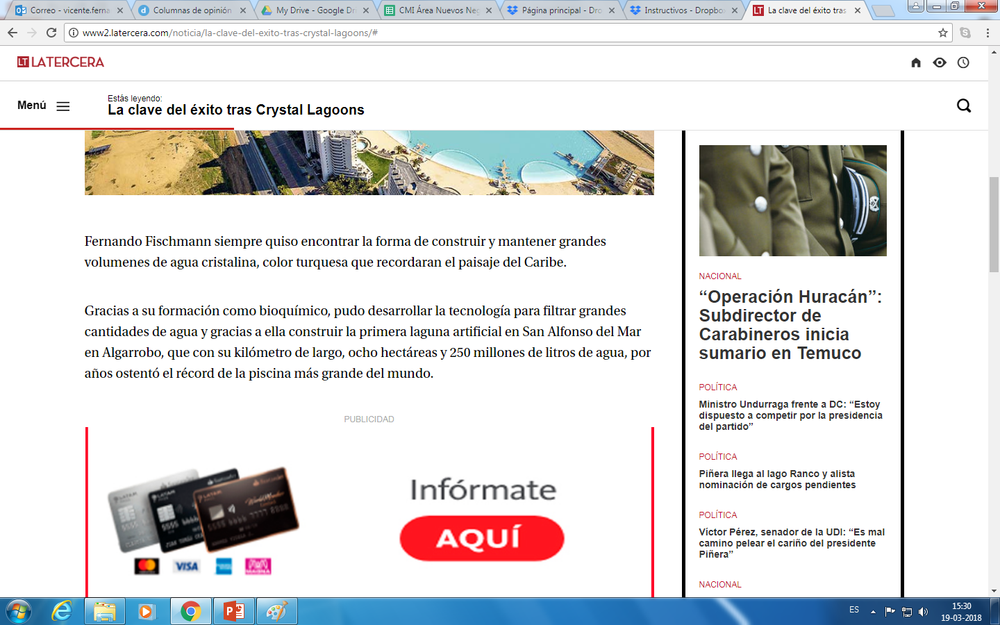 Correo - vicente.ferna
Columnas de opinión
My Drive - Google Dri
CMI Área Nuevos Neg
Página principal - Dro
Instructivos - Dropbox
La clave del éxito tras
www2.latercera.com/noticia/la-clave-del-exito-tras-crystal-lagoons/#
LT LATERCERA
Menú
Estás leyendo:
La clave del éxito tras Crystal Lagoons
Fernando Fischmann siempre quiso encontrar la forma de construir y mantener grandes
volumenes de agua cristalina, color turquesa que recordaran el paisaje del Caribe.
Gracias a su formación como bioquímico, pudo desarrollar la tecnología para filtrar grandes
cantidades de agua y gracias a ella construir la primera laguna artificial en San Alfonso del Mar
en Algarrobo, que con su kilómetro de largo, ocho hectáreas y 250 millones de litros de agua, por
años ostentó el récord de la piscina más grande del mundo.
PUBLICIDAD
Infórmate
AQUÍ
VISA
NACIONAL
“Operación Huracán”:
Subdirector de
Carabineros inicia
sumario en Temuco
POLÍTICA
Ministro Undurraga frente a DC: “Estoy
dispuesto a competir por la presidencia
del partido”
POLÍTICA
Piñera llega al lago Ranco y alista
nominación de cargos pendientes
POLÍTICA
Víctor Pérez, senador de la UDI: “Es mal
camino pelear el cariño del presidente
Piñera”
NACIONAL
ES
15:30
19-03-2018